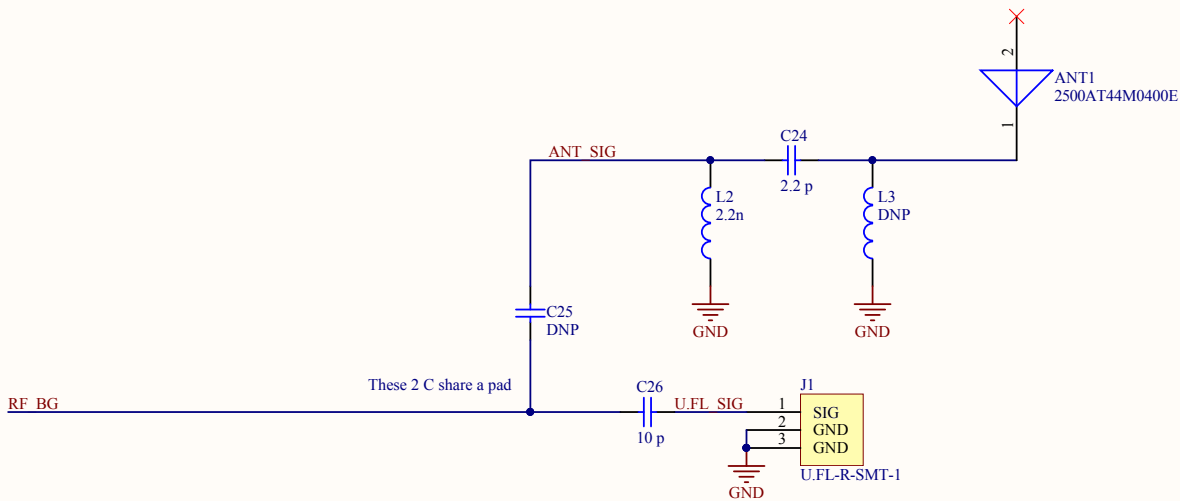 2
ANT1
2500AT44M0400E
1
C24
ANT_SIG
2.2 p
L2
2.2n
L3
DNP
GND
GND
C25
DNP
These 2 C share a pad
C26
J1
RF_BG
U.FL_SIG
1
SIG
2
GND
3
GND
10 p
U.FL-R-SMT-1
GND